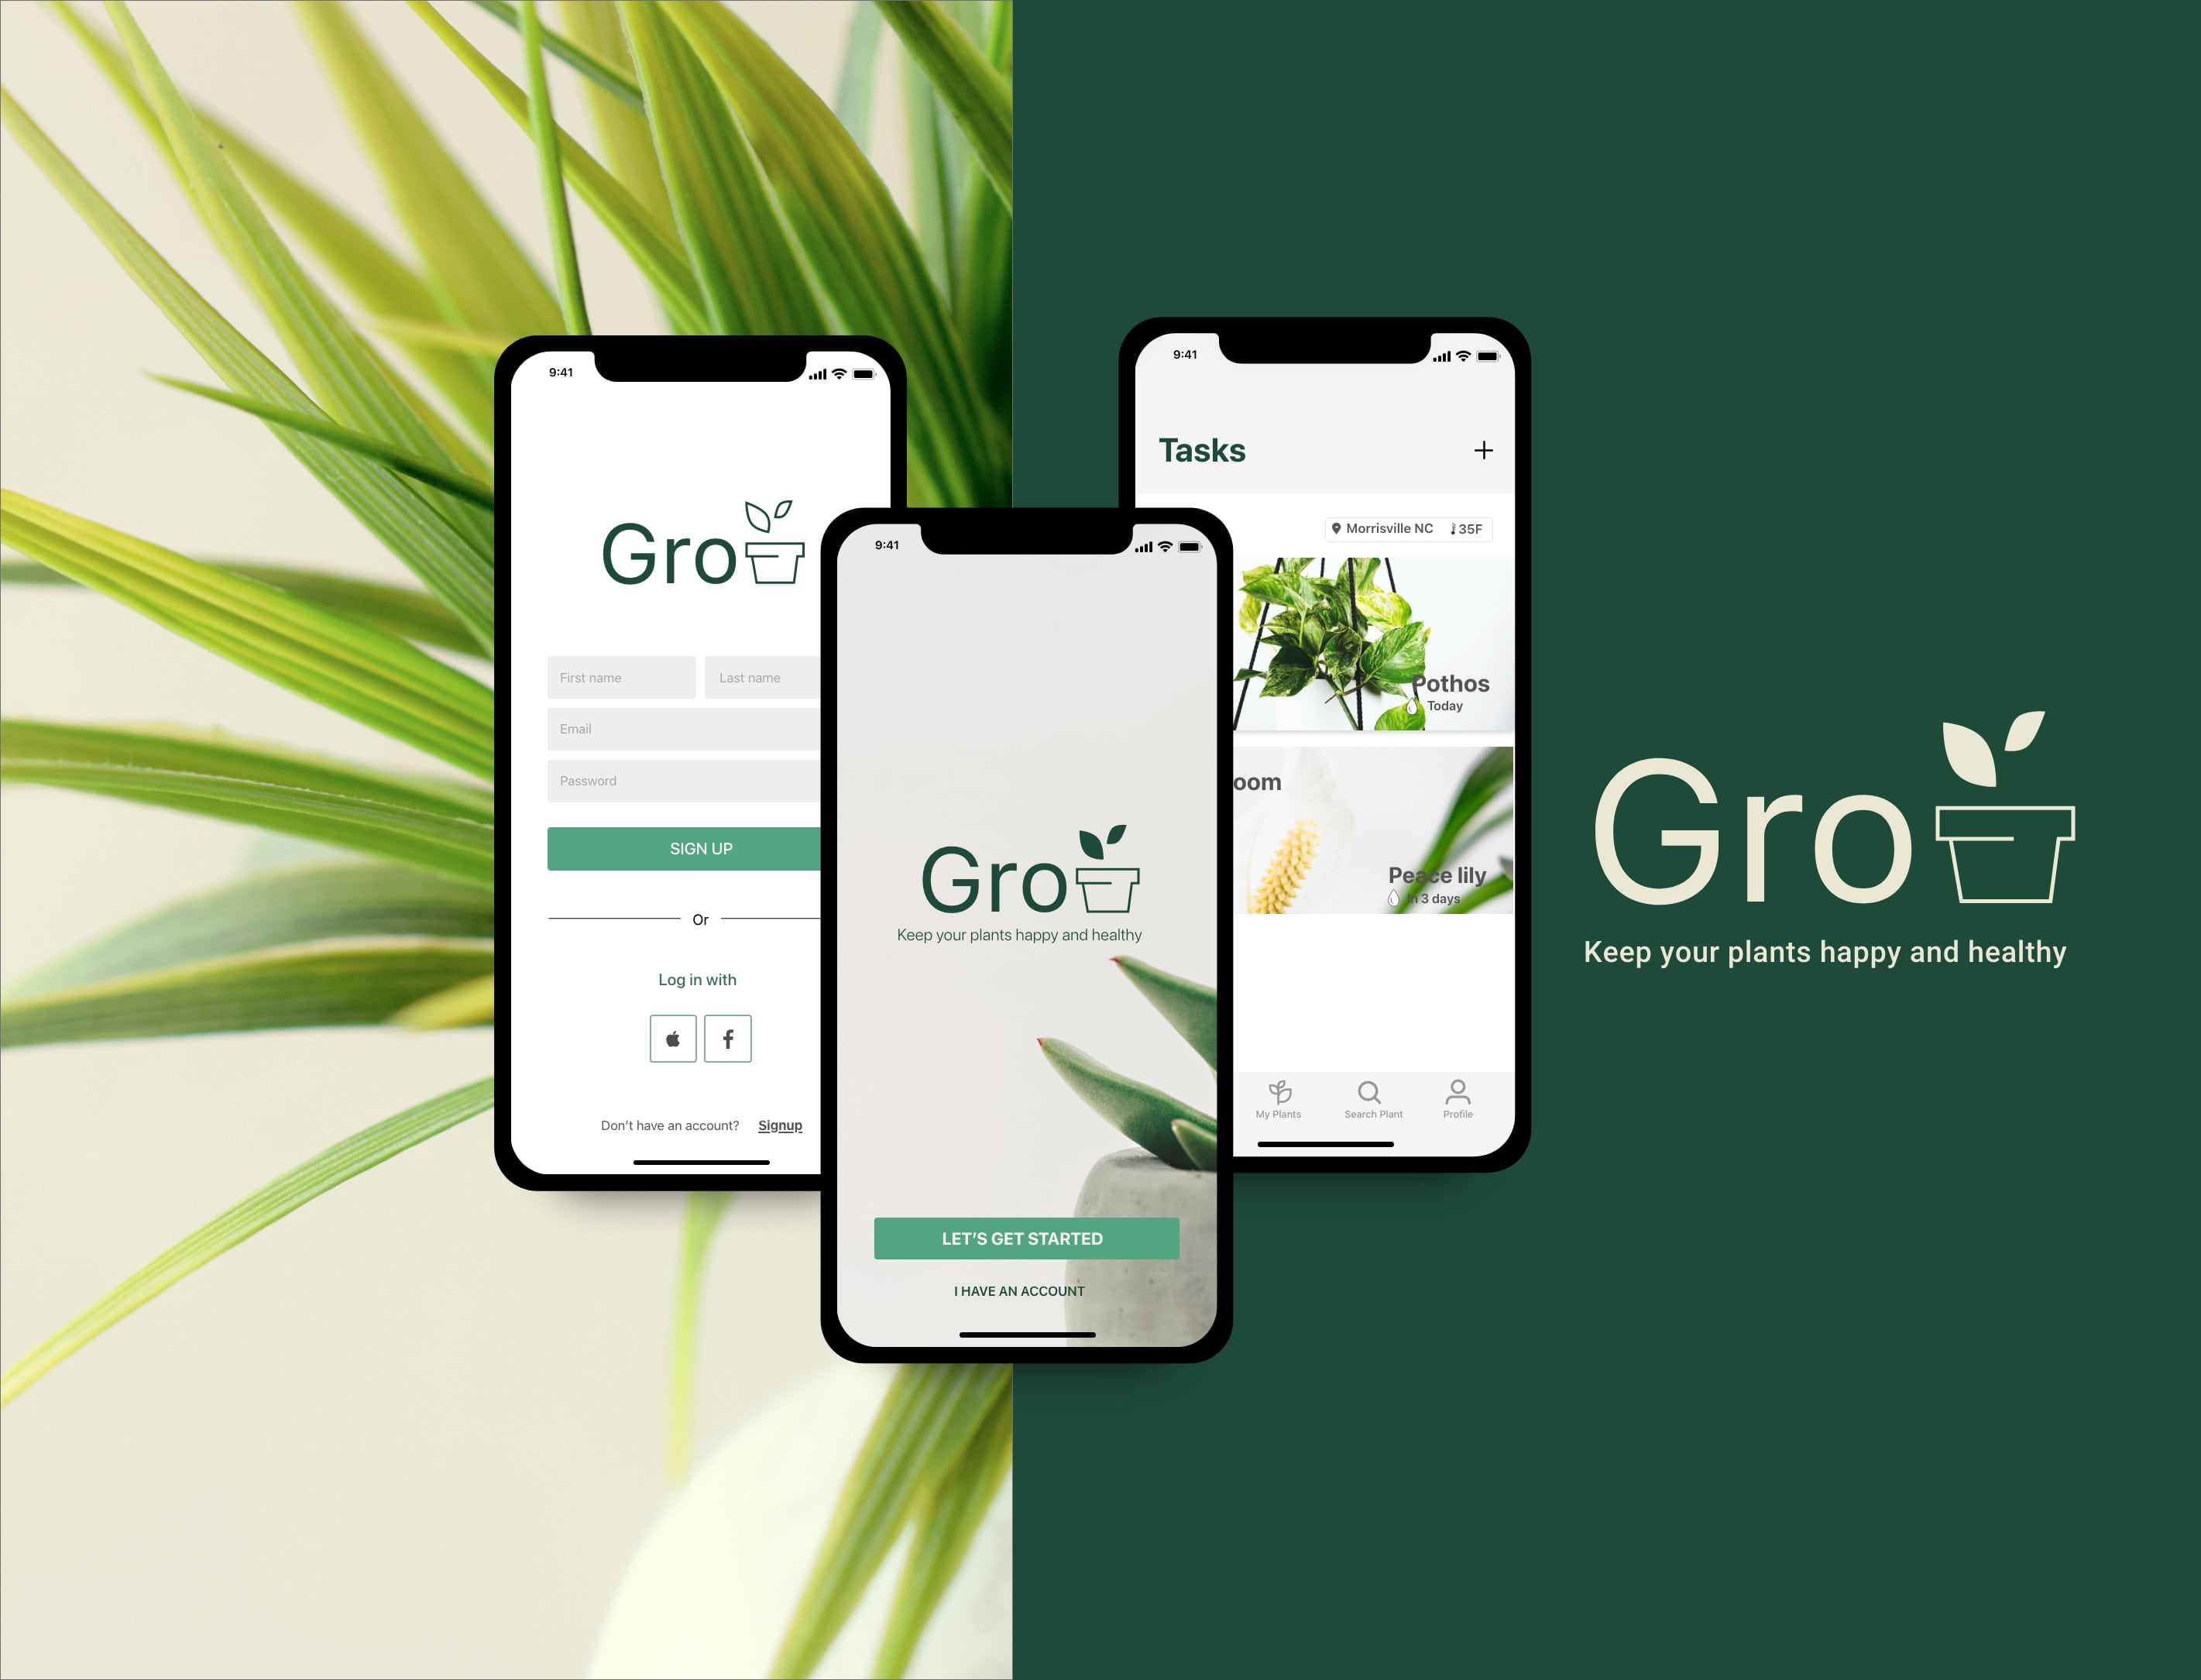 9:41
Gro
First name
Last name
Email
Password
SIGN UP
Or
Log in with
Don't have an account? Signup
9:41
Gro
Keep your plants happy and healthy
LET'S GET STARTED
I HAVE AN ACCOUNT
9:41
Tasks
Morrisville NC 35F
Pothos
Today
oom
Peace lily
In 3 days
My Plants
Search Plant
Profile
Gro
Keep your plants happy and healthy